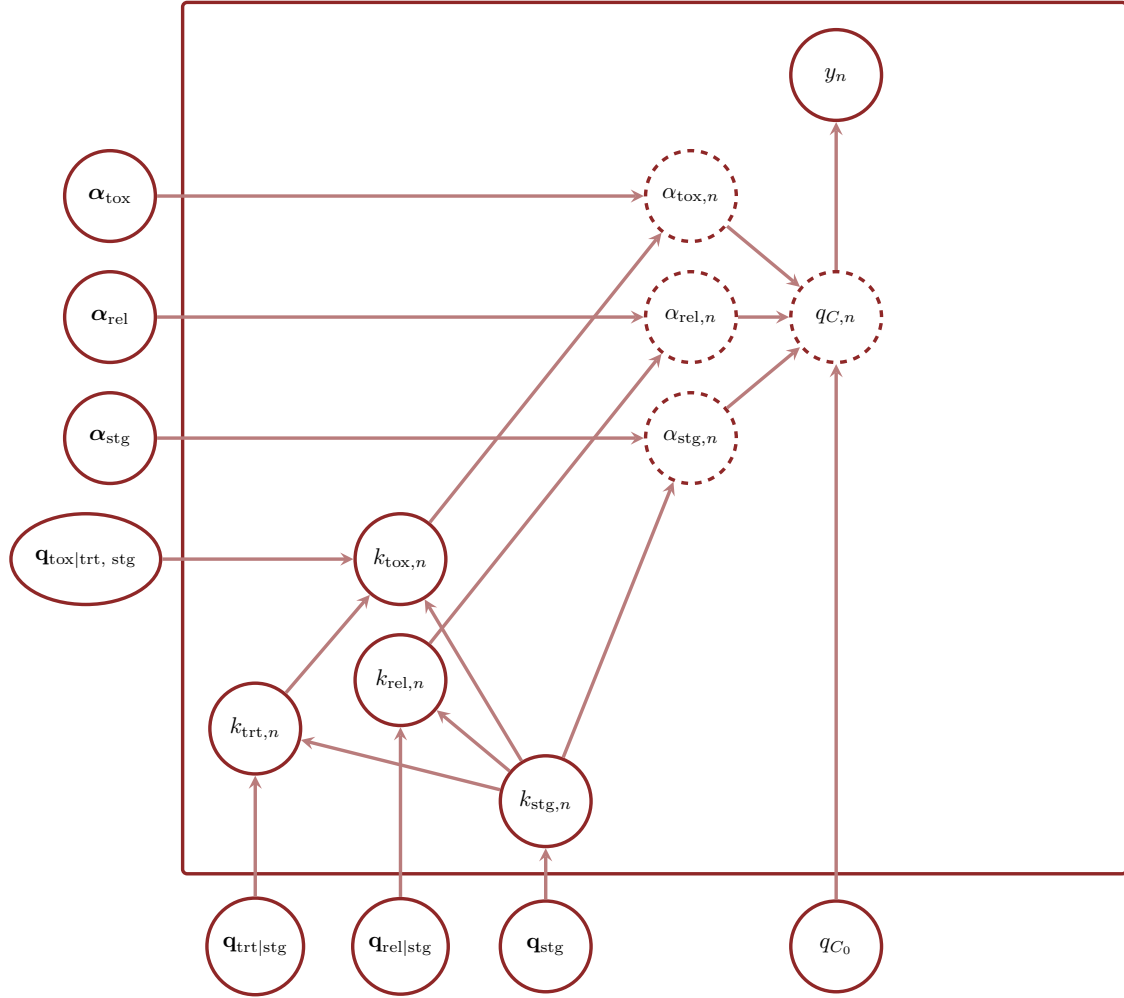 yₙ
𝜶_tox
α_tox,n
𝜶_rel
α_rel,n
q_C,n
𝜶_stg
α_stg,n
𝐪_tox|trt, stg
k_tox,n
k_rel,n
k_trt,n
k_stg,n
𝐪_trt|stg
𝐪_rel|stg
𝐪_stg
q_C₀